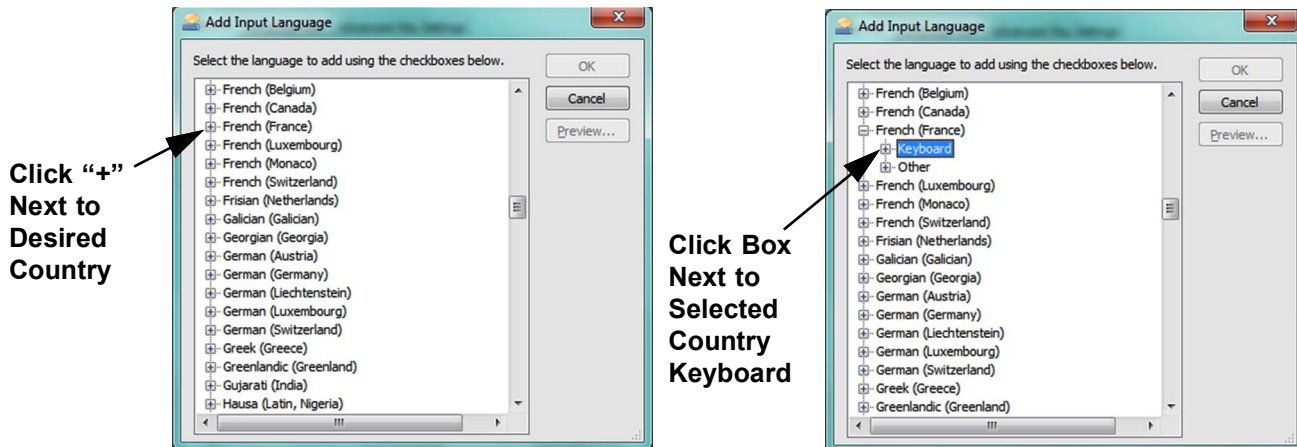 Add Input Language
Select the language to add using the checkboxes below.
French (Belgium)
French (Canada)
French (France)
French (Luxembourg)
French (Monaco)
French (Switzerland)
Frisian (Netherlands)
Galician (Galician)
Georgian (Georgia)
German (Austria)
German (Germany)
German (Liechtenstein)
German (Luxembourg)
German (Switzerland)
Greek (Greece)
Greenlandic (Greenland)
Gujarati (India)
Hausa (Latin, Nigeria)
OK
Cancel
Preview...
Click “+”
Next to
Desired
Country
Add Input Language
Select the language to add using the checkboxes below.
French (Belgium)
French (Canada)
French (France)
Keyboard
Other
French (Luxembourg)
French (Monaco)
French (Switzerland)
Frisian (Netherlands)
Galician (Galician)
Georgian (Georgia)
German (Austria)
German (Germany)
German (Liechtenstein)
German (Luxembourg)
German (Switzerland)
Greek (Greece)
Greenlandic (Greenland)
OK
Cancel
Preview...
Click Box
Next to
Selected
Country
Keyboard